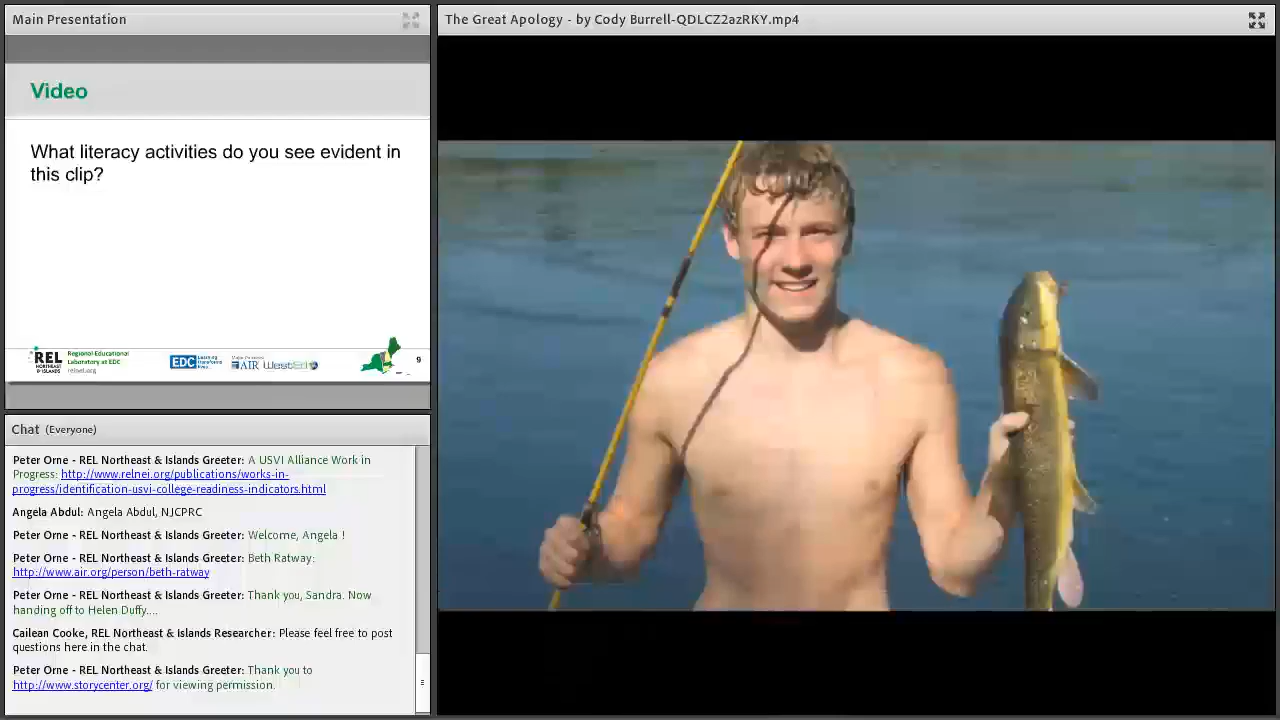 Main Presentation
Video
What literacy activities do you see evident in
this clip?
REL
NORTHEAST
& ISLANDS
Regional Educational
Laboratory at EDC
relnei.org
EDC
AIR WestEd
9
Chat (Everyone)
Peter Orne - REL Northeast & Islands Greeter: A USVI Alliance Work in
Progress: http://www.relnei.org/publications/works-in-
progress/identification-usvi-college-readiness-indicators.html
Angela Abdul: Angela Abdul, NJCPRC
Peter Orne - REL Northeast & Islands Greeter: Welcome, Angela !
Peter Orne - REL Northeast & Islands Greeter: Beth Ratway:
http://www.air.org/person/beth-ratway
Peter Orne - REL Northeast & Islands Greeter: Thank you, Sandra. Now
handing off to Helen Duffy....
Cailean Cooke, REL Northeast & Islands Researcher: Please feel free to post
questions here in the chat.
Peter Orne - REL Northeast & Islands Greeter: Thank you to
http://www.storycenter.org/ for viewing permission.
The Great Apology - by Cody Burrell-QDLCZ2azRKY.mp4